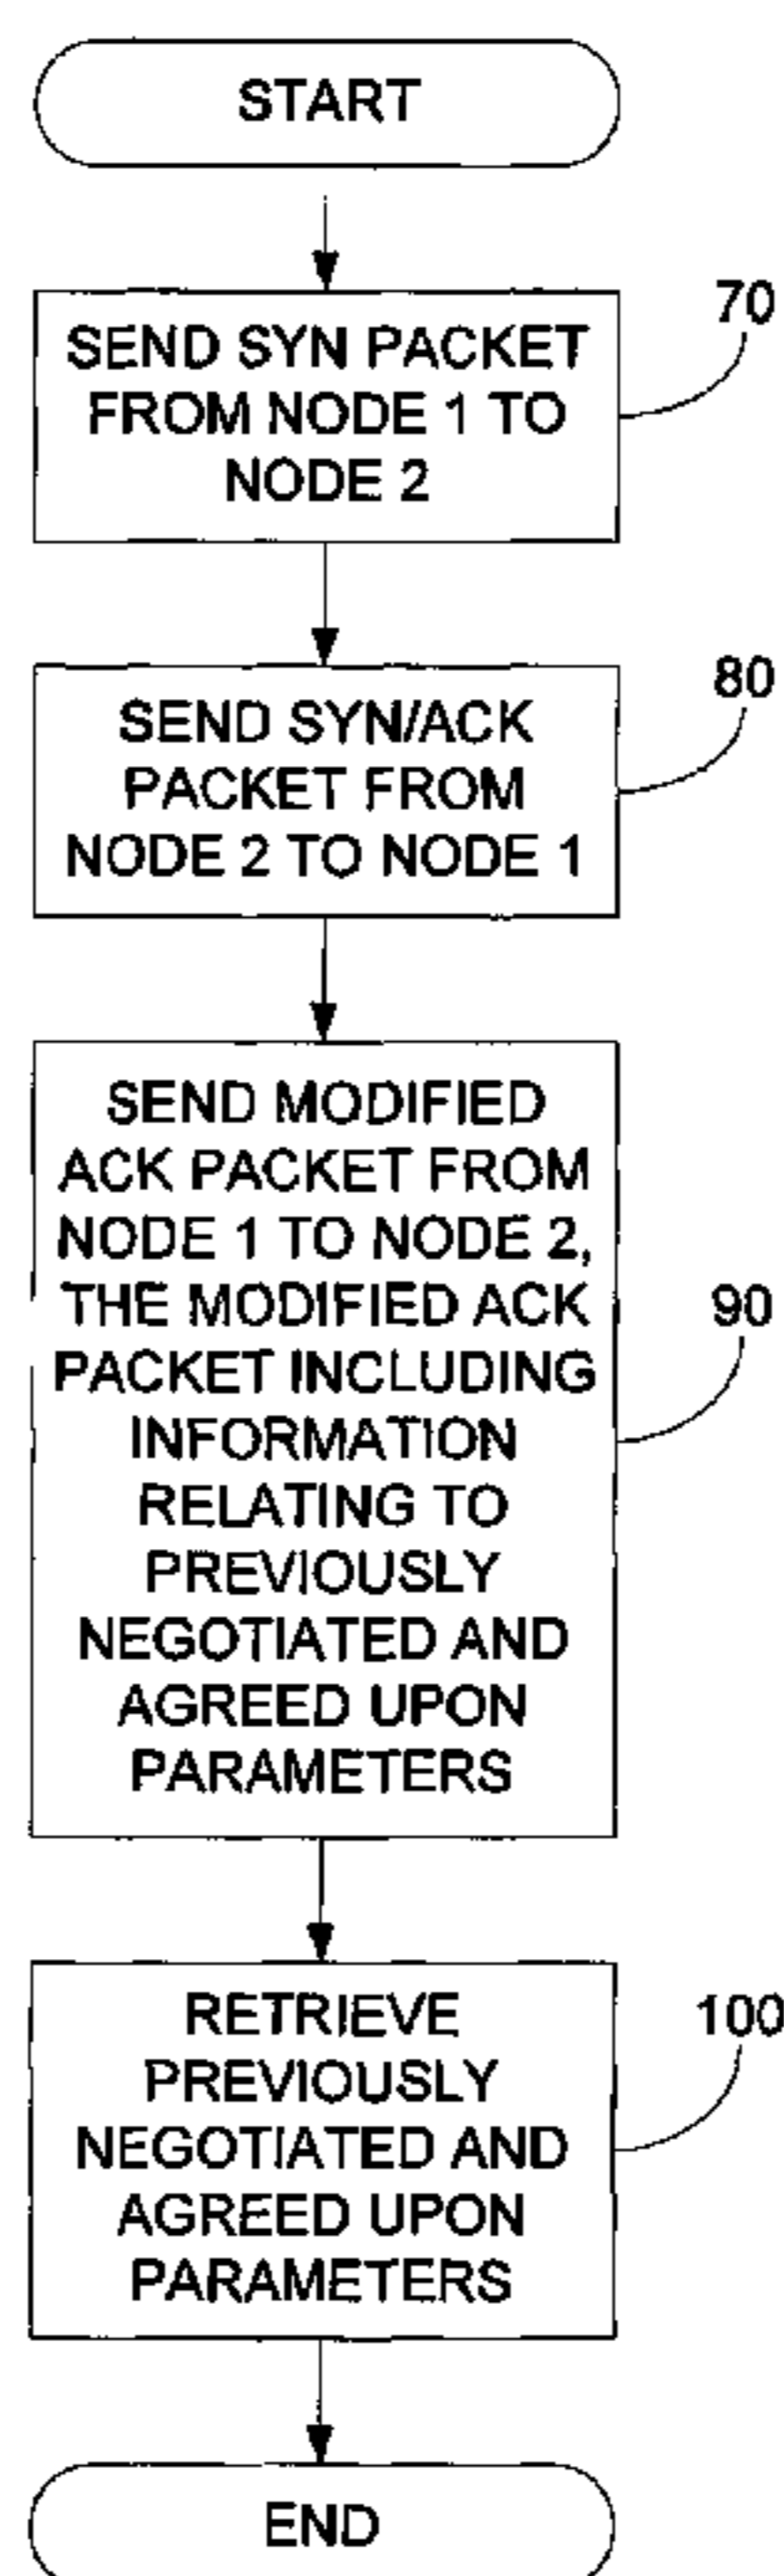 START
70
SEND SYN PACKET
FROM NODE 1 TO
NODE 2
80
SEND SYN/ACK
PACKET FROM
NODE 2 TO NODE 1
SEND MODIFIED
ACK PACKET FROM
NODE 1 TO NODE 2,
THE MODIFIED ACK
PACKET INCLUDING
INFORMATION
RELATING TO
PREVIOUSLY
NEGOTIATED AND
AGREED UPON
PARAMETERS
90
RETRIEVE
PREVIOUSLY
NEGOTIATED AND
AGREED UPON
PARAMETERS
100
END